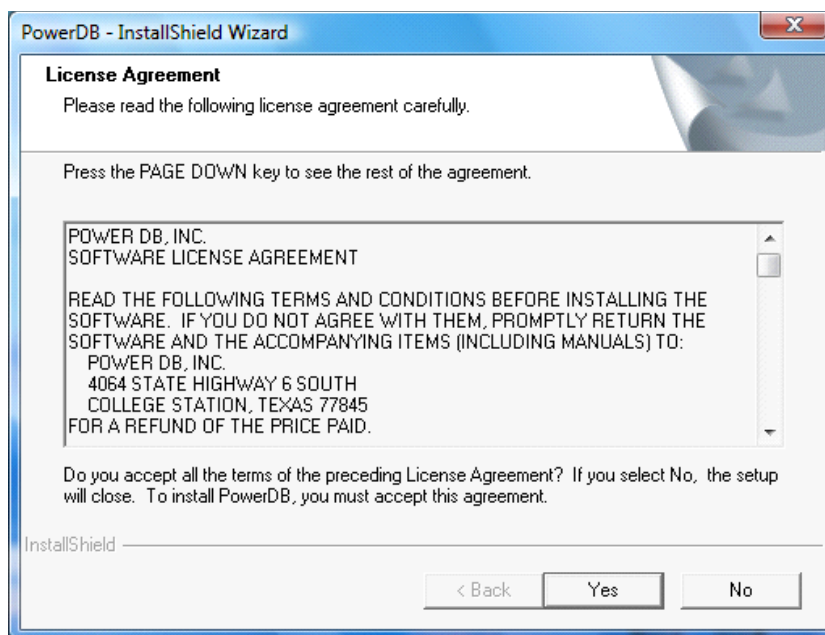 PowerDB - InstallShield Wizard
License Agreement
Please read the following license agreement carefully.
Press the PAGE DOWN key to see the rest of the agreement.
POWER DB, INC.
SOFTWARE LICENSE AGREEMENT
READ THE FOLLOWING TERMS AND CONDITIONS BEFORE INSTALLING THE
SOFTWARE.  IF YOU DO NOT AGREE WITH THEM, PROMPTLY RETURN THE
SOFTWARE AND THE ACCOMPANYING ITEMS (INCLUDING MANUALS) TO:
POWER DB, INC.
4064 STATE HIGHWAY 6 SOUTH
COLLEGE STATION, TEXAS 77845
FOR A REFUND OF THE PRICE PAID.
Do you accept all the terms of the preceding License Agreement?  If you select No,  the setup
will close.  To install PowerDB, you must accept this agreement.
InstallShield
< Back
Yes
No